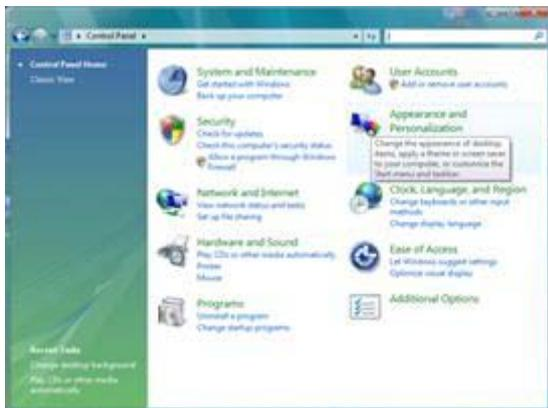 Control Panel
Control Panel Home
Classic View
System and Maintenance
Get started with Windows
Back up your computer
Security
Check for updates
Check this computer's security status
Allow a program through Windows
Firewall
Network and Internet
View network status and tasks
Set up file sharing
Hardware and Sound
Play CDs or other media automatically
Printer
Mouse
Programs
Uninstall a program
Change startup programs
User Accounts
Add or remove user accounts
Appearance and
Personalization
Change the appearance of desktop
items, apply a theme or screen saver
to your computer, or customize the
Start menu and taskbar.
Clock, Language, and Region
Change keyboards or other input
methods
Change display language
Ease of Access
Let Windows suggest settings
Optimize visual display
Additional Options
Recent Tasks
Change desktop background
Play CDs or other media
automatically